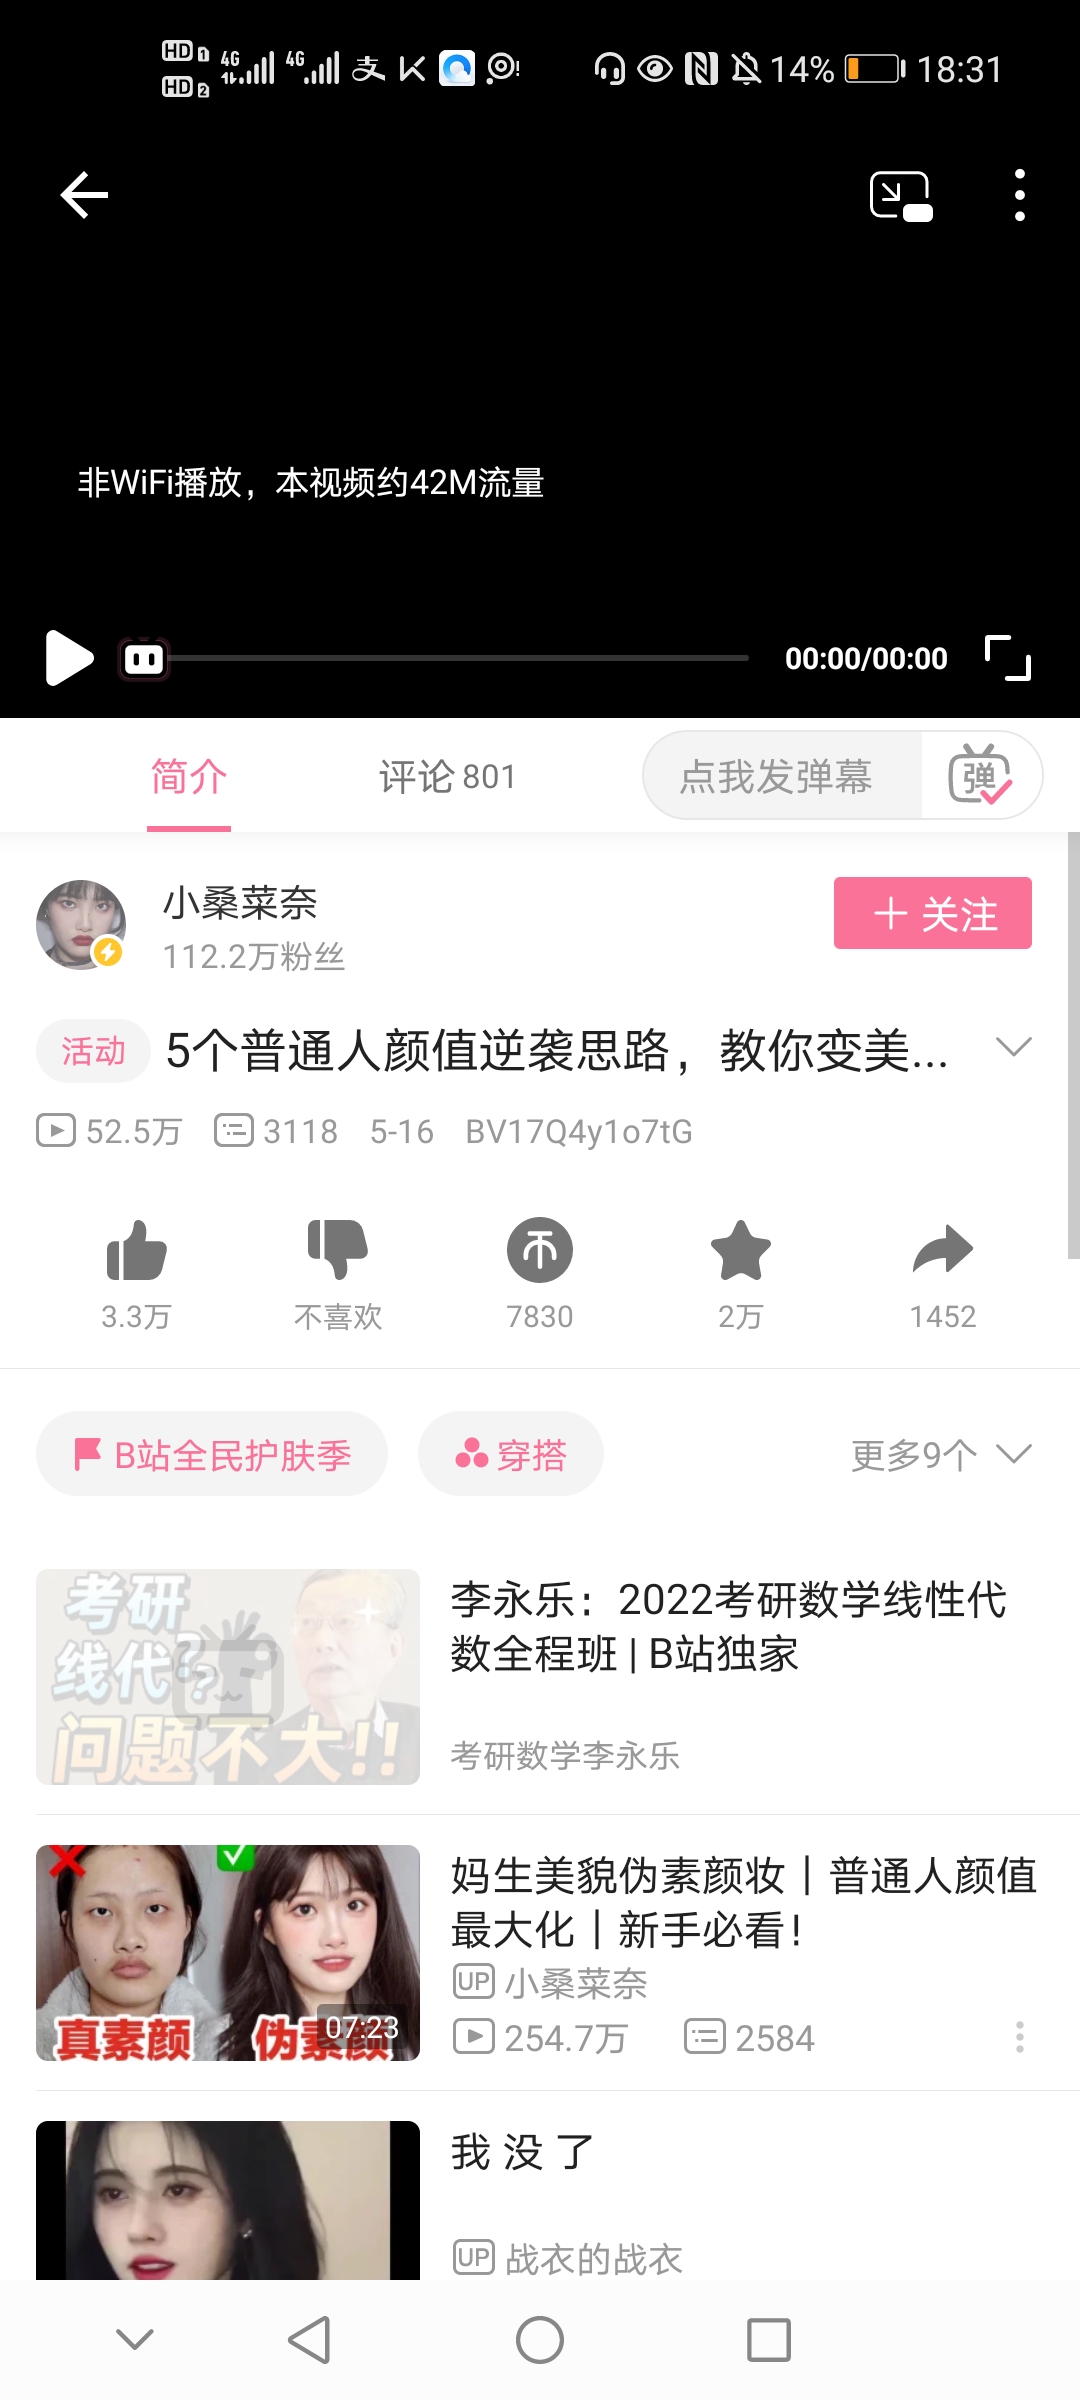 HD 1 4G 4G 支 14% 18:31
HD 2
非WiFi播放，本视频约42M流量
00:00/00:00
简介 评论 801 点我发弹幕 弹
小桑菜奈
112.2万粉丝
关注
活动 5个普通人颜值逆袭思路，教你变美...
52.5万 3118 5-16 BV17Q4y1o7tG
3.3万 不喜欢 7830 2万 1452
B站全民护肤季 穿搭 更多9个
考研
线代??
问题不大!!
李永乐：2022考研数学线性代
数全程班 | B站独家
考研数学李永乐
真素颜 伪素颜
07:23
妈生美貌伪素颜妆｜普通人颜值
最大化｜新手必看！
UP 小桑菜奈
254.7万 2584
我 没 了
UP 战衣的战衣